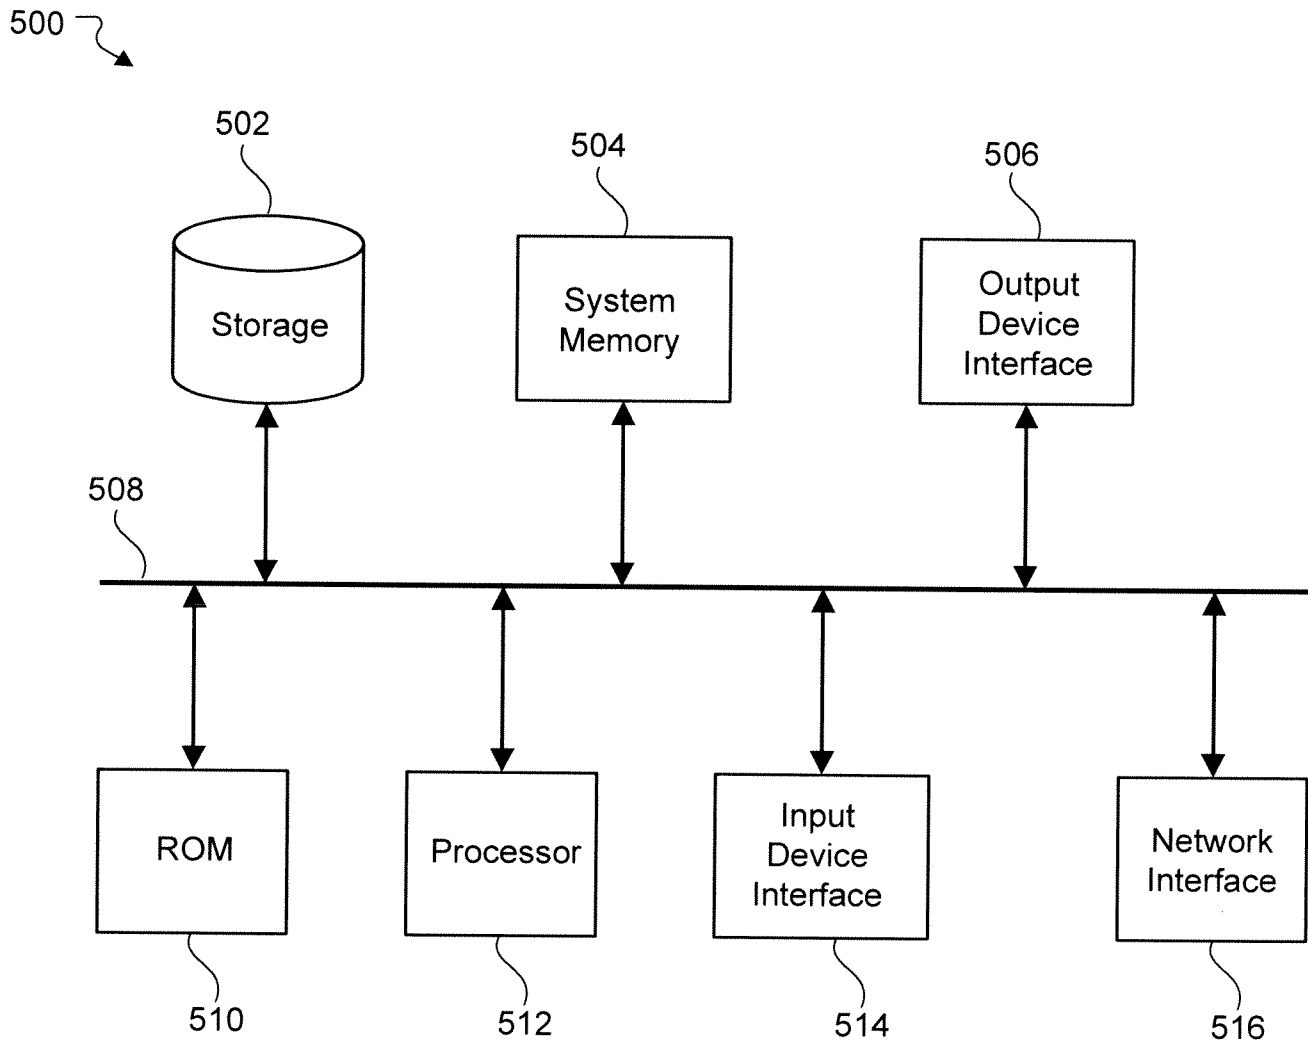 500
502
504
506
Storage
System
Memory
Output
Device
Interface
508
ROM
Processor
Input
Device
Interface
Network
Interface
510
512
514
516